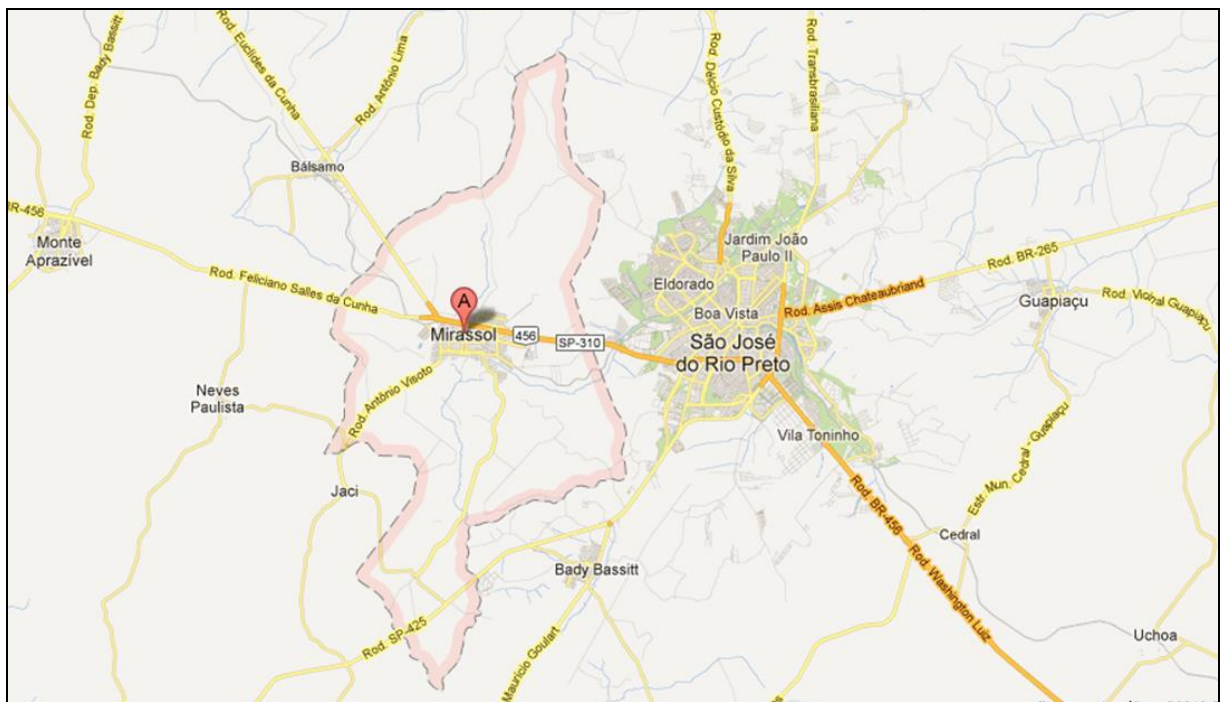 Rod. Dep. Bady Bassitt
Rod. Euclides da Cunha
Rod. Antônio Lima
Rod. Délcio Custódio da Silva
Rod. Transbrasiliana
Bálsamo
BR-456
Monte
Aprazível
Rod. Feliciano Salles da Cunha
Jardim João
Paulo II
Eldorado
Rod. BR-265
Rod. Assis Chateaubriand
Guapiaçu
A
Boa Vista
Mirassol
456
SP-310
São José
do Rio Preto
Rod. Antônio Visoto
Neves
Paulista
Vila Toninho
Jaci
Estr. Mun. Cedral - Guapiaçu
Rod. BR-456
Cedral
Bady Bassitt
Rod. Washington Luiz
Rod. SP-425
Uchoa
Maurício Goulart